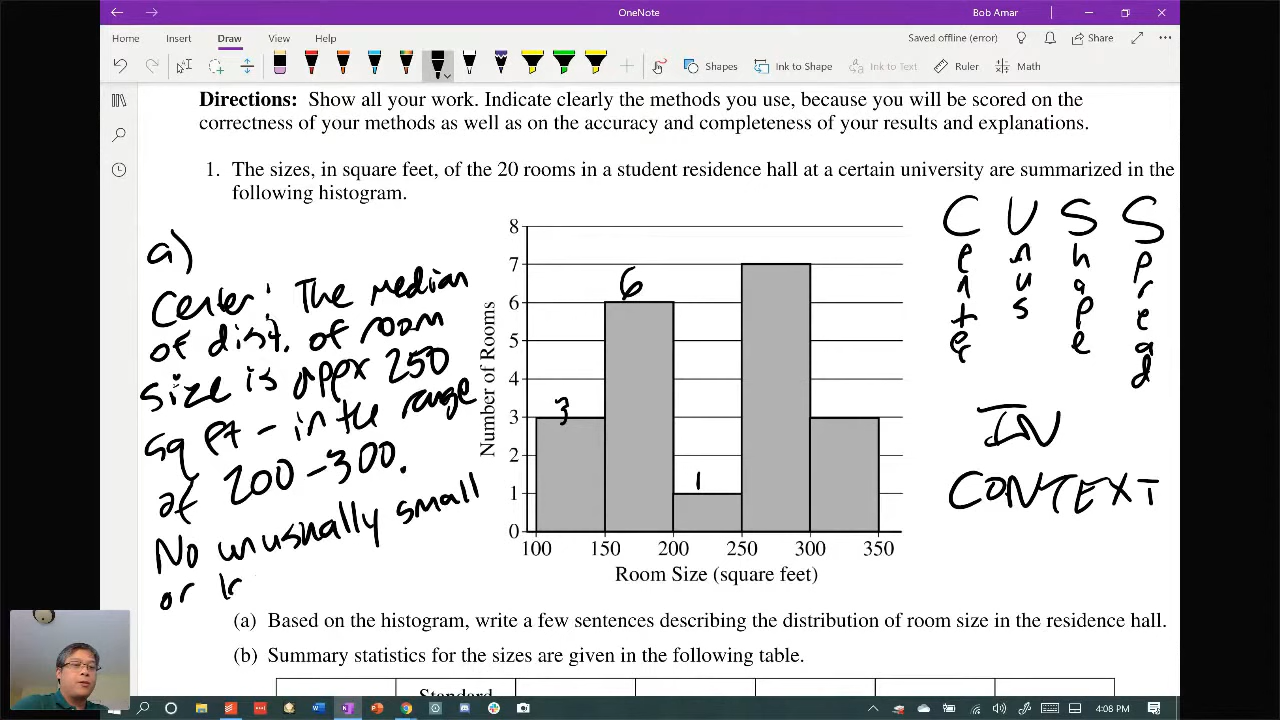 OneNote
Bob Amar
Home Insert Draw View Help
Saved offline (error)
Share
Shapes
Ink to Shape
Ink to Text
Ruler
Math
Directions: Show all your work. Indicate clearly the methods you use, because you will be scored on the
correctness of your methods as well as on the accuracy and completeness of your results and explanations.
1. The sizes, in square feet, of the 20 rooms in a student residence hall at a certain university are summarized in the
following histogram.
a)
Center: The median
of dist. of room
size is appx 250
sq ft – in the range
of 200 – 300.
No unusually small
or
8
7
6
5
4
3
2
1
0
Number of Rooms
3
6
1
100 150 200 250 300 350
Room Size (square feet)
Center
Unus
Shape
Spread
IN
CONTEXT
(a) Based on the histogram, write a few sentences describing the distribution of room size in the residence hall.
(b) Summary statistics for the sizes are given in the following table.
Standard
4:08 PM